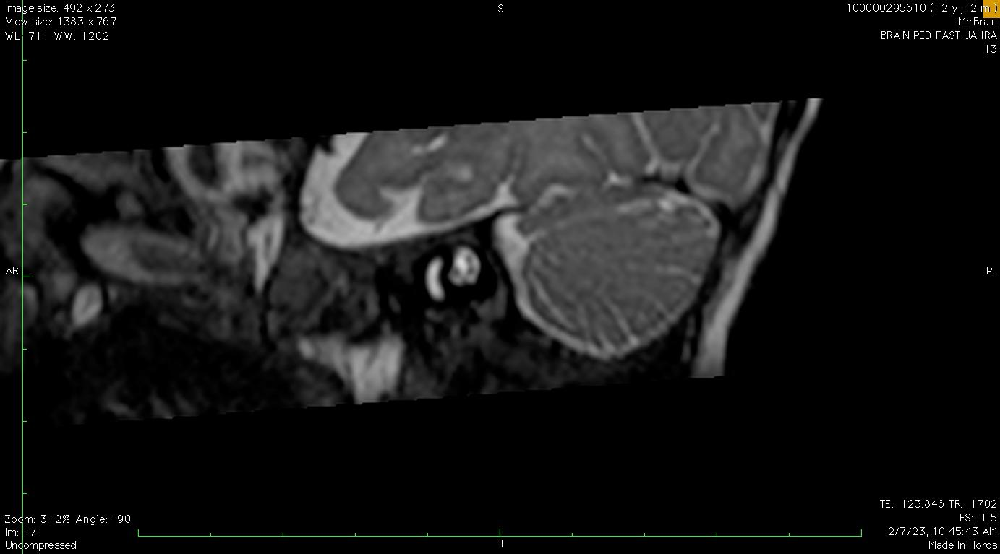 Image size: 492 x 273
View size: 1383 x 767
WL: 711 WW: 1202
S
100000295610 ( 2 y, 2 m )
Mr Brain
BRAIN PED FAST JAHRA
13
AR
PL
Zoom: 312% Angle: -90
Im: 1/1
Uncompressed
I
TE: 123.846 TR: 1702
FS: 1.5
2/7/23, 10:45:43 AM
Made In Horos